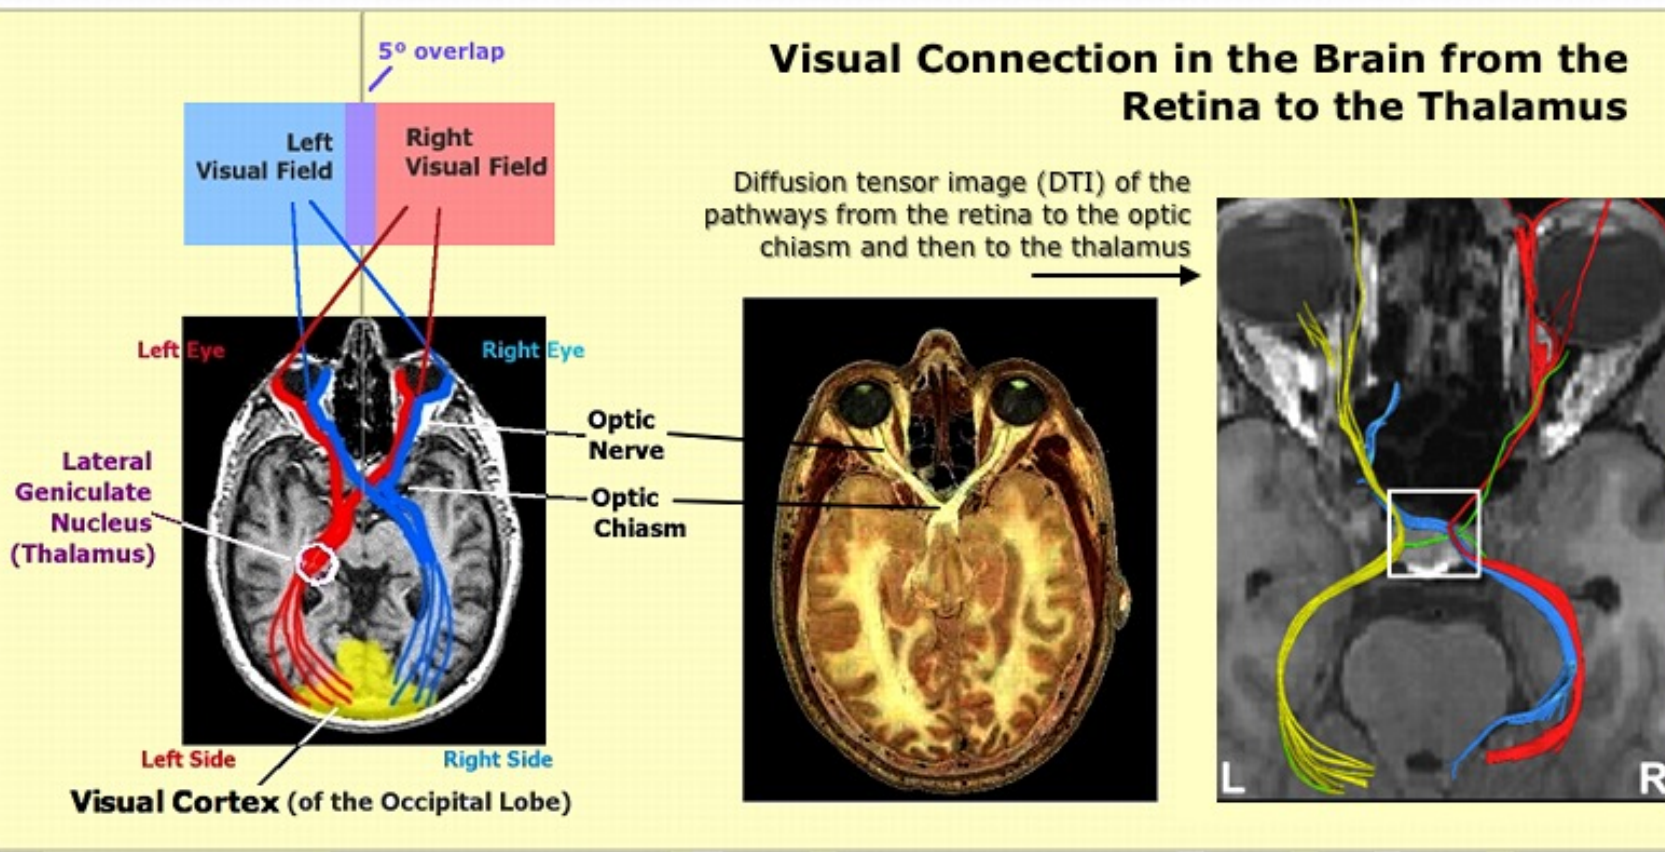 Visual Connection in the Brain from the
Retina to the Thalamus
5º overlap
Left
Visual Field
Right
Visual Field
Diffusion tensor image (DTI) of the
pathways from the retina to the optic
chiasm and then to the thalamus
Left Eye
Right Eye
Optic
Nerve
Lateral
Geniculate
Nucleus
(Thalamus)
Optic
Chiasm
Left Side
Right Side
Visual Cortex (of the Occipital Lobe)
L
R